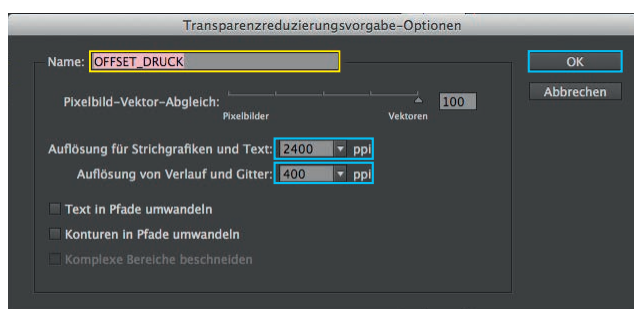 Transparenzreduzierungsvorgabe-Optionen
Name: OFFSET_DRUCK
OK
Pixelbild-Vektor-Abgleich: 100
Abbrechen
Pixelbilder Vektoren
Auflösung für Strichgrafiken und Text: 2400 ppi
Auflösung von Verlauf und Gitter: 400 ppi
Text in Pfade umwandeln
Konturen in Pfade umwandeln
Komplexe Bereiche beschneiden